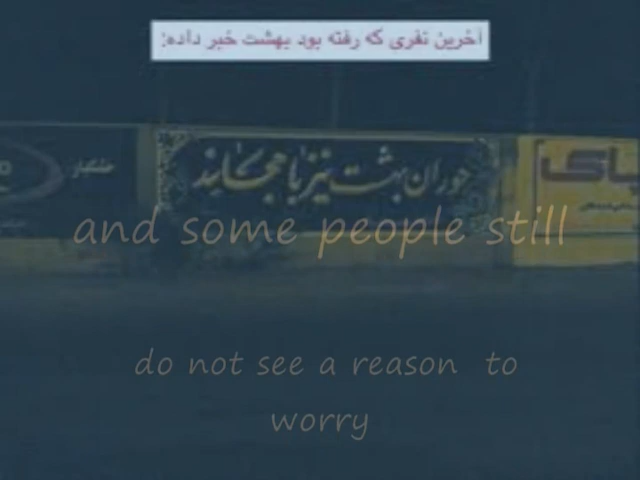 آخرین نفری که رفته بود بهشت خبر داده:
حوران بهشت نیز با حجابند
and some people still
do not see a reason to
worry